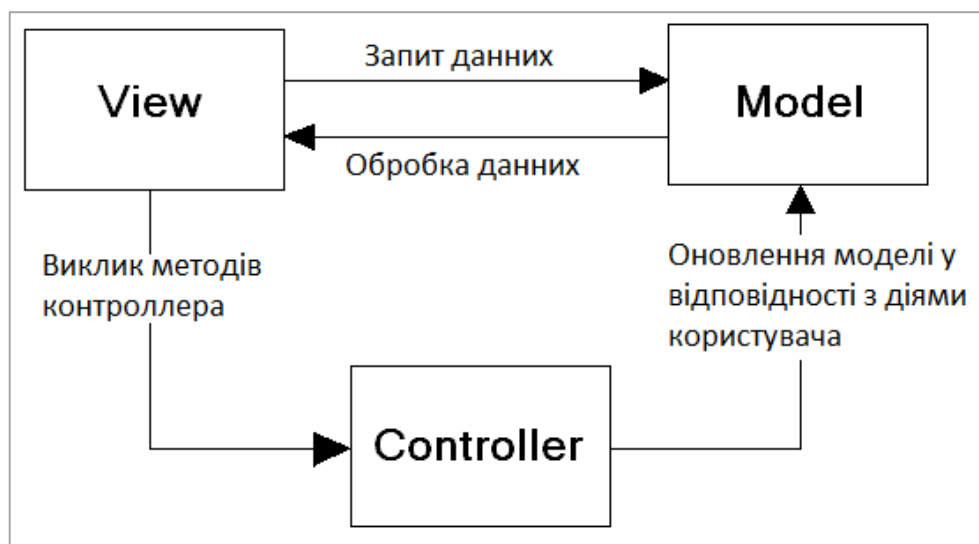 Запит данних
View
Model
Обробка данних
Виклик методів
контроллера
Оновлення моделі у
відповідності з діями
користувача
Controller